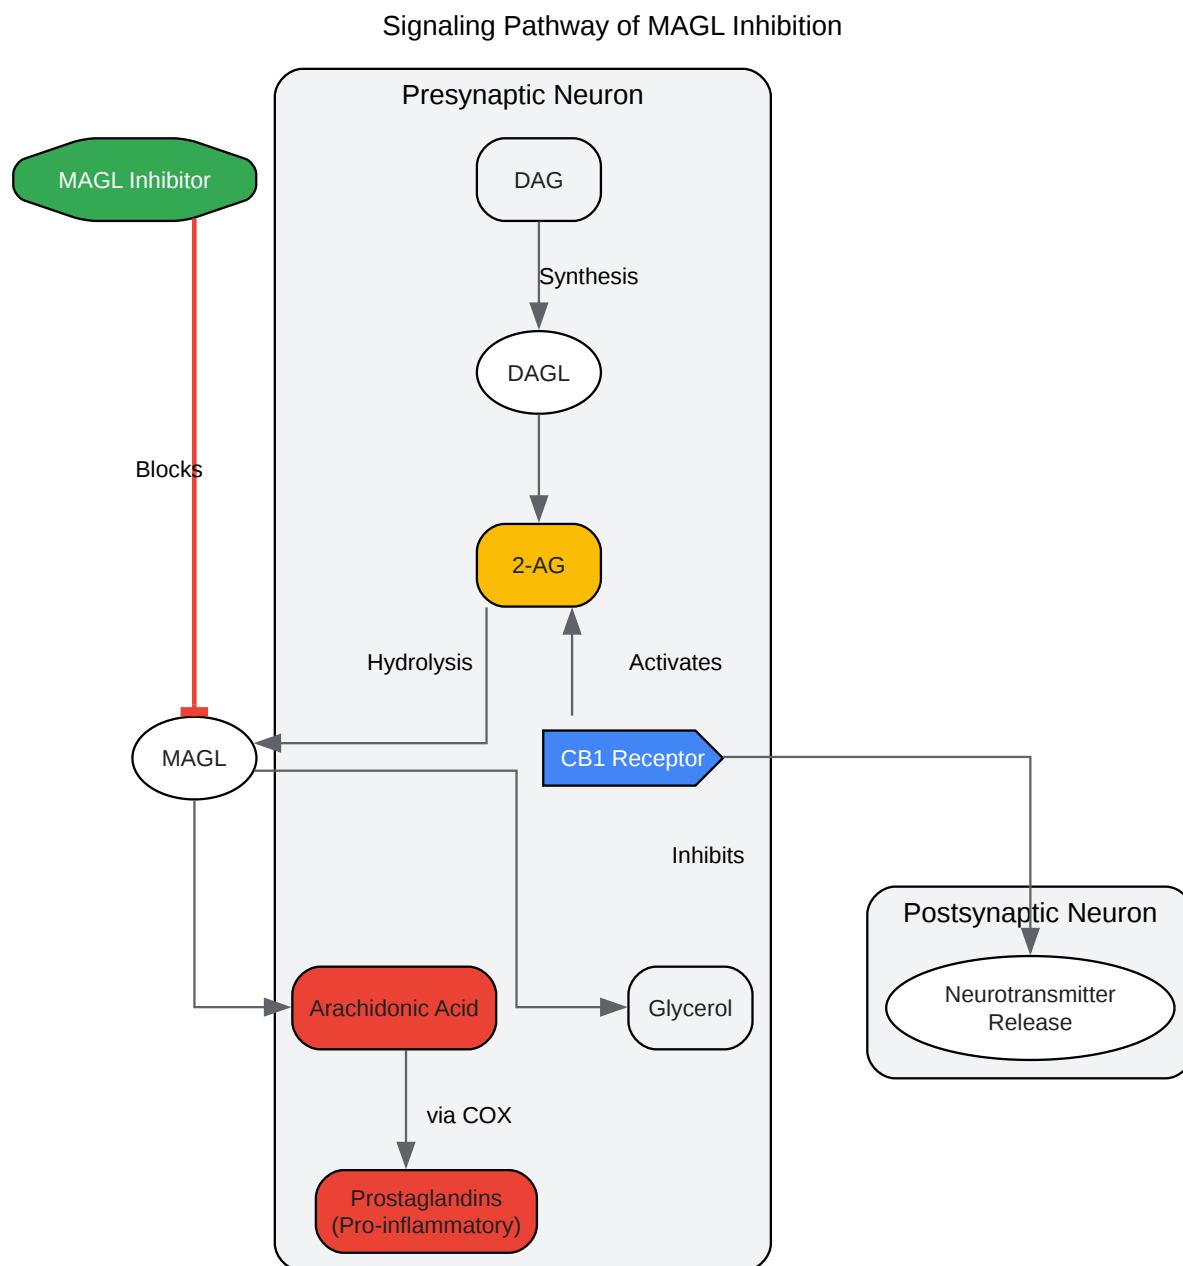 Signaling Pathway of MAGL Inhibition
Presynaptic Neuron
MAGL Inhibitor
DAG
Synthesis
DAGL
Blocks
2-AG
Hydrolysis
Activates
MAGL
CB1 Receptor
Inhibits
Postsynaptic Neuron
Arachidonic Acid
Glycerol
Neurotransmitter
Release
via COX
Prostaglandins
(Pro-inflammatory)